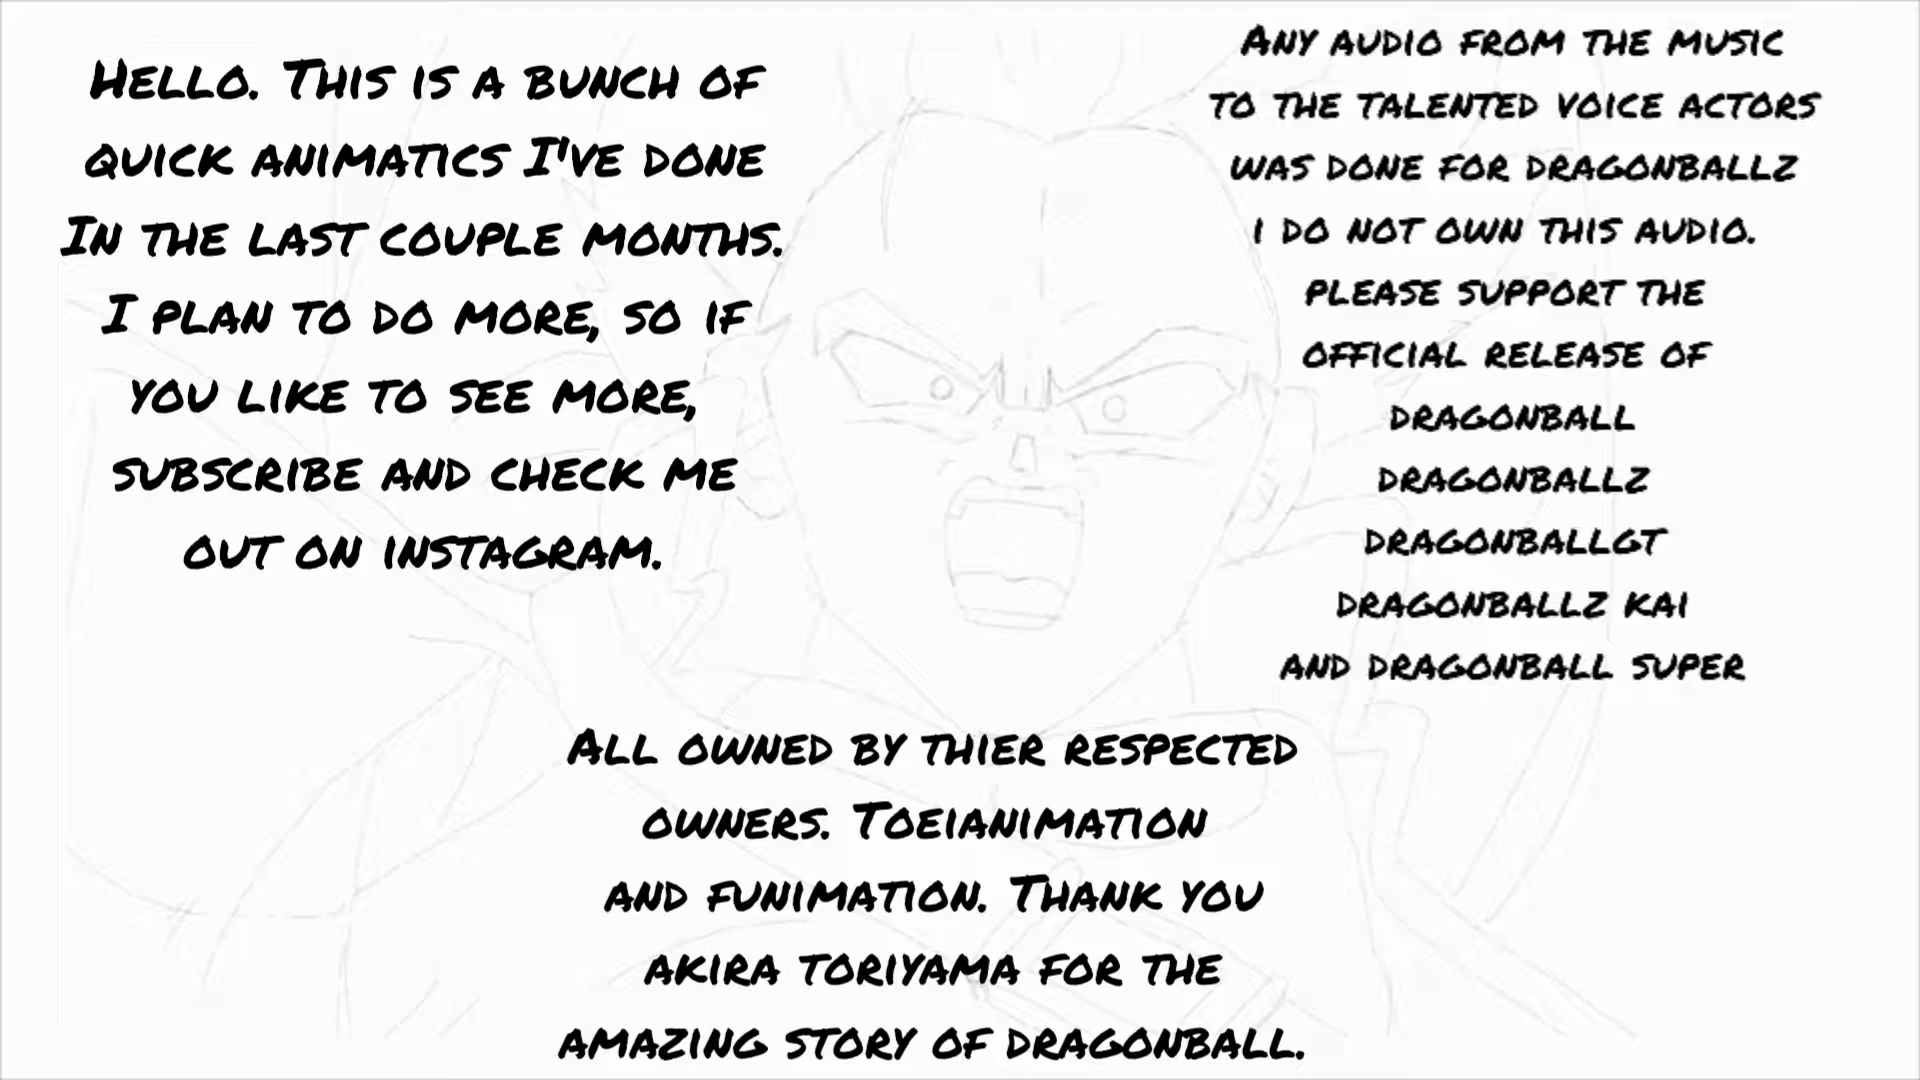 Hello. This is a bunch of
quick animatics I've done
In the last couple months.
I plan to do more, so if
you like to see more,
subscribe and check me
out on instagram.
Any audio from the music
to the talented voice actors
was done for dragonballz
i do not own this audio.
please support the
official release of
dragonball
dragonballz
dragonballgt
dragonballz kai
and dragonball super
All owned by thier respected
owners. Toeianimation
and funimation. Thank you
akira toriyama for the
amazing story of dragonball.